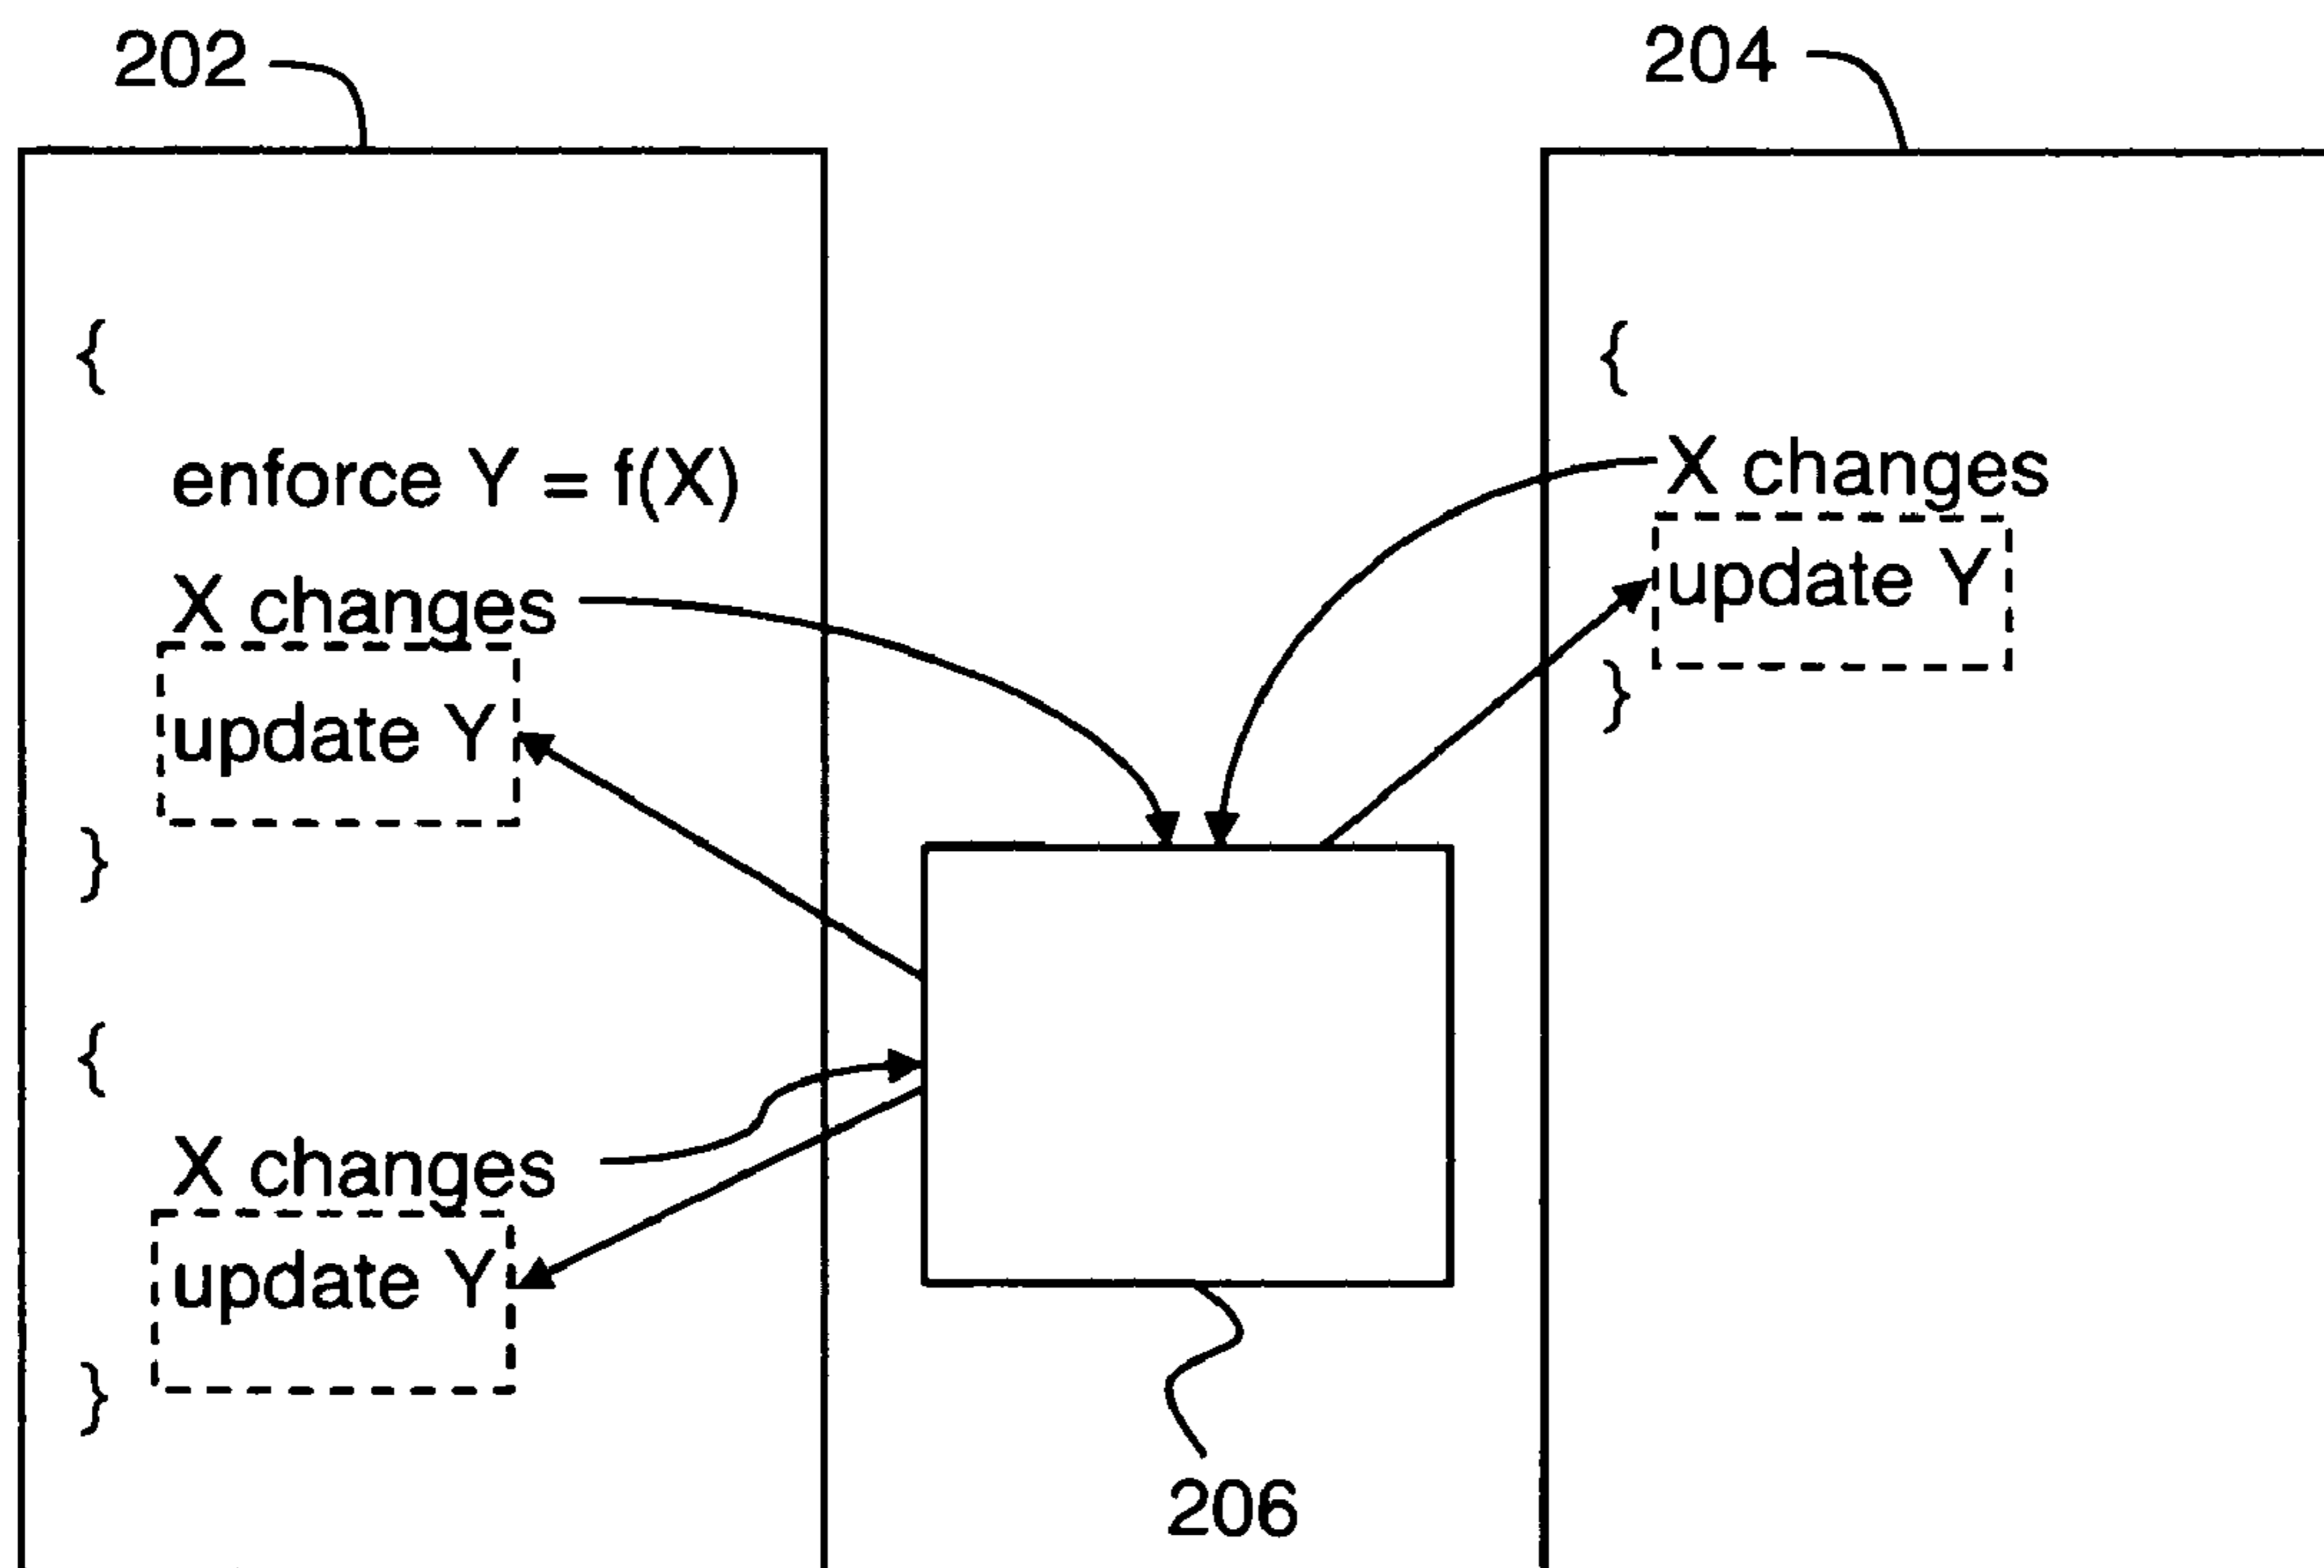 202
204
{
enforce Y = f(X)
X changes
update Y
}
{
X changes
update Y
}
{
X changes
update Y
}
206